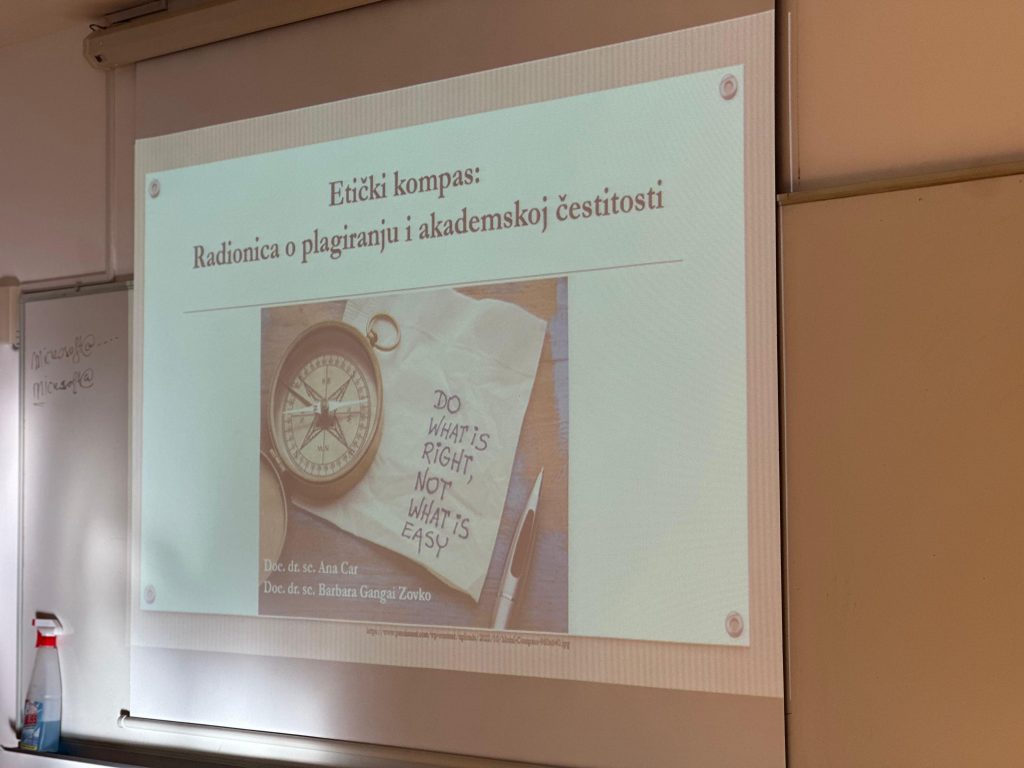 Etički kompas:
Radionica o plagiranju i akademskoj čestitosti
DO
WHAT IS
RIGHT,
NOT
WHAT IS
EASY
Doc. dr. sc. Ana Car
Doc. dr. sc. Barbara Gangai Zovko
Microsoft@....
Microsoft@